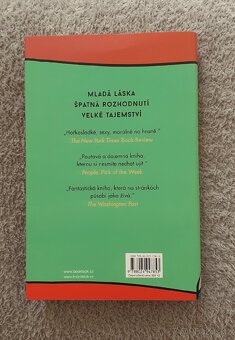 MLADÁ LÁSKA
ŠPATNÁ ROZHODNUTÍ
VELKÉ TAJEMSTVÍ
„Hořkosladké, sexy, morálně na hraně.“
The New York Times Book Review
„Poutavá a dojemná kniha,
kterou si nesmíte nechat ujít.“
People, Pick of the Week
„Fantastická kniha, která na stránkách
působí jako živá.“
The Washington Post